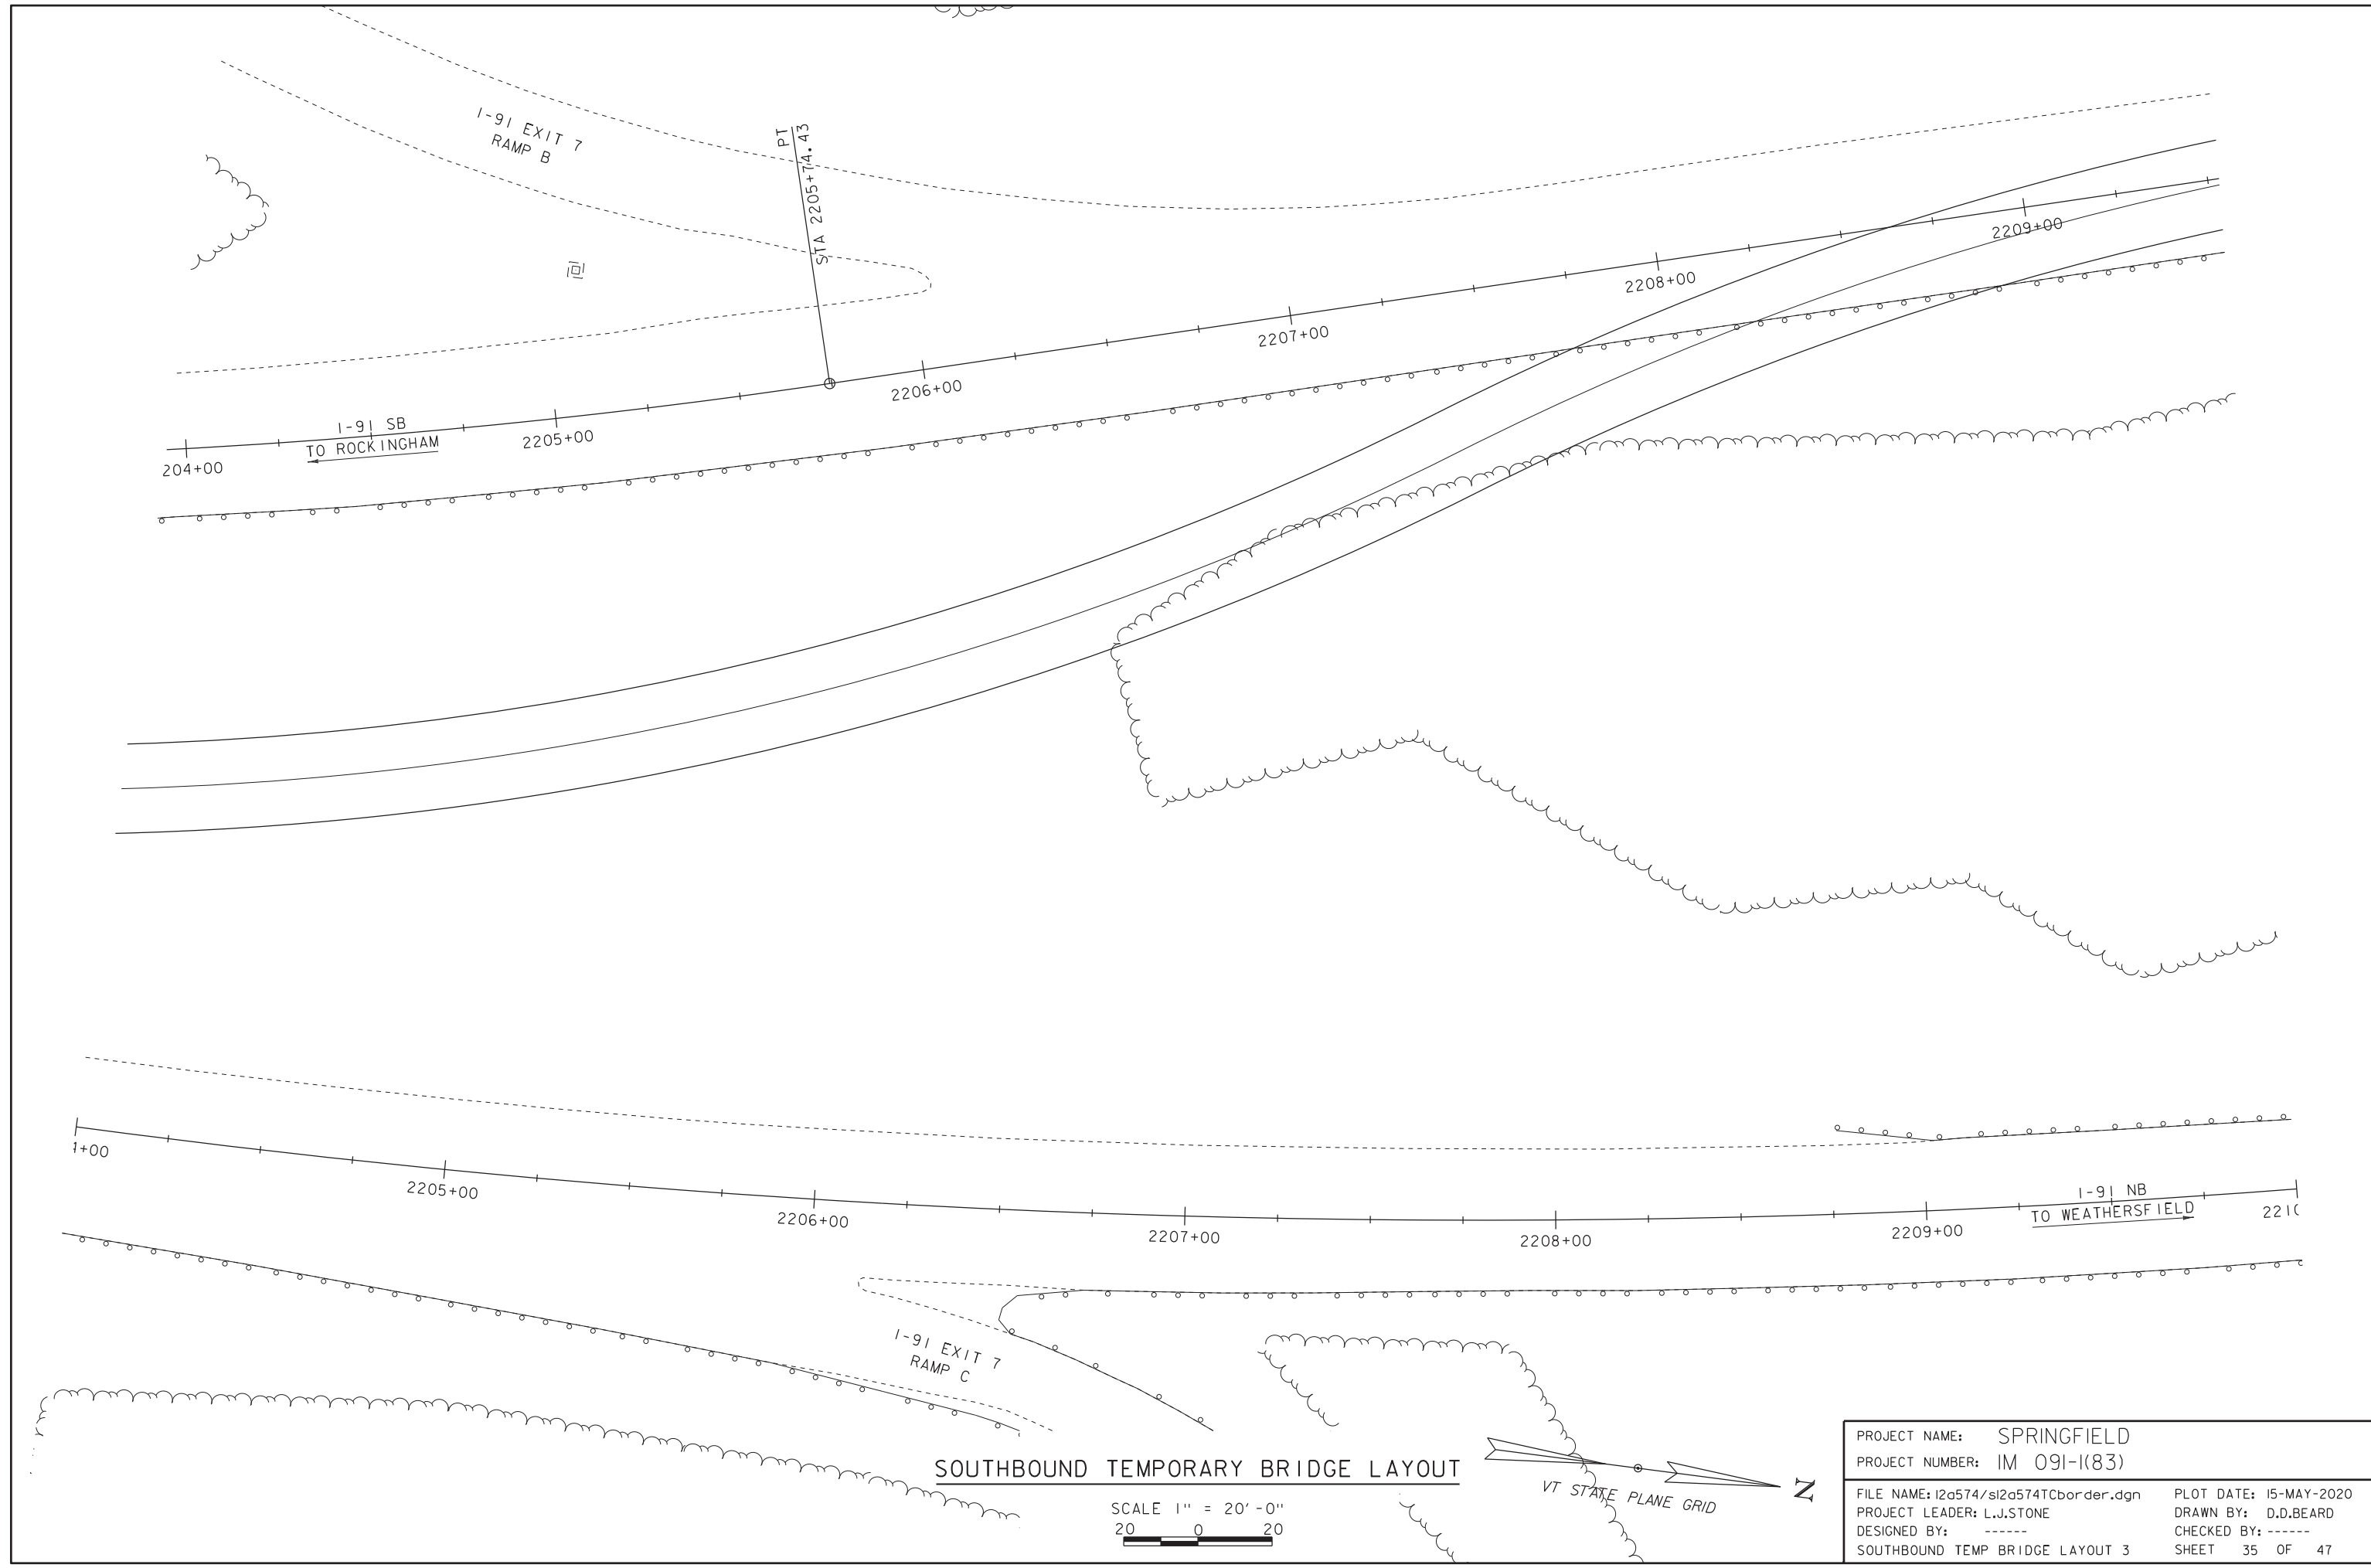 I-91 EXIT 7
RAMP B
PT
STA 2205+74.43
I-91 SB
TO ROCKINGHAM
204+00
2205+00
2206+00
2207+00
2208+00
2209+00
1+00
2205+00
2206+00
2207+00
2208+00
2209+00
I-91 NB
TO WEATHERSFIELD
221(
I-91 EXIT 7
RAMP C
SOUTHBOUND TEMPORARY BRIDGE LAYOUT
SCALE 1" = 20'-0"
20 0 20
VT STATE PLANE GRID
N
PROJECT NAME: SPRINGFIELD
PROJECT NUMBER: IM 091-1(83)
FILE NAME: 12a574/s12a574TCborder.dgn PLOT DATE: 15-MAY-2020
PROJECT LEADER: L.J.STONE DRAWN BY: D.D.BEARD
DESIGNED BY: ------ CHECKED BY: ------
SOUTHBOUND TEMP BRIDGE LAYOUT 3 SHEET 35 OF 47